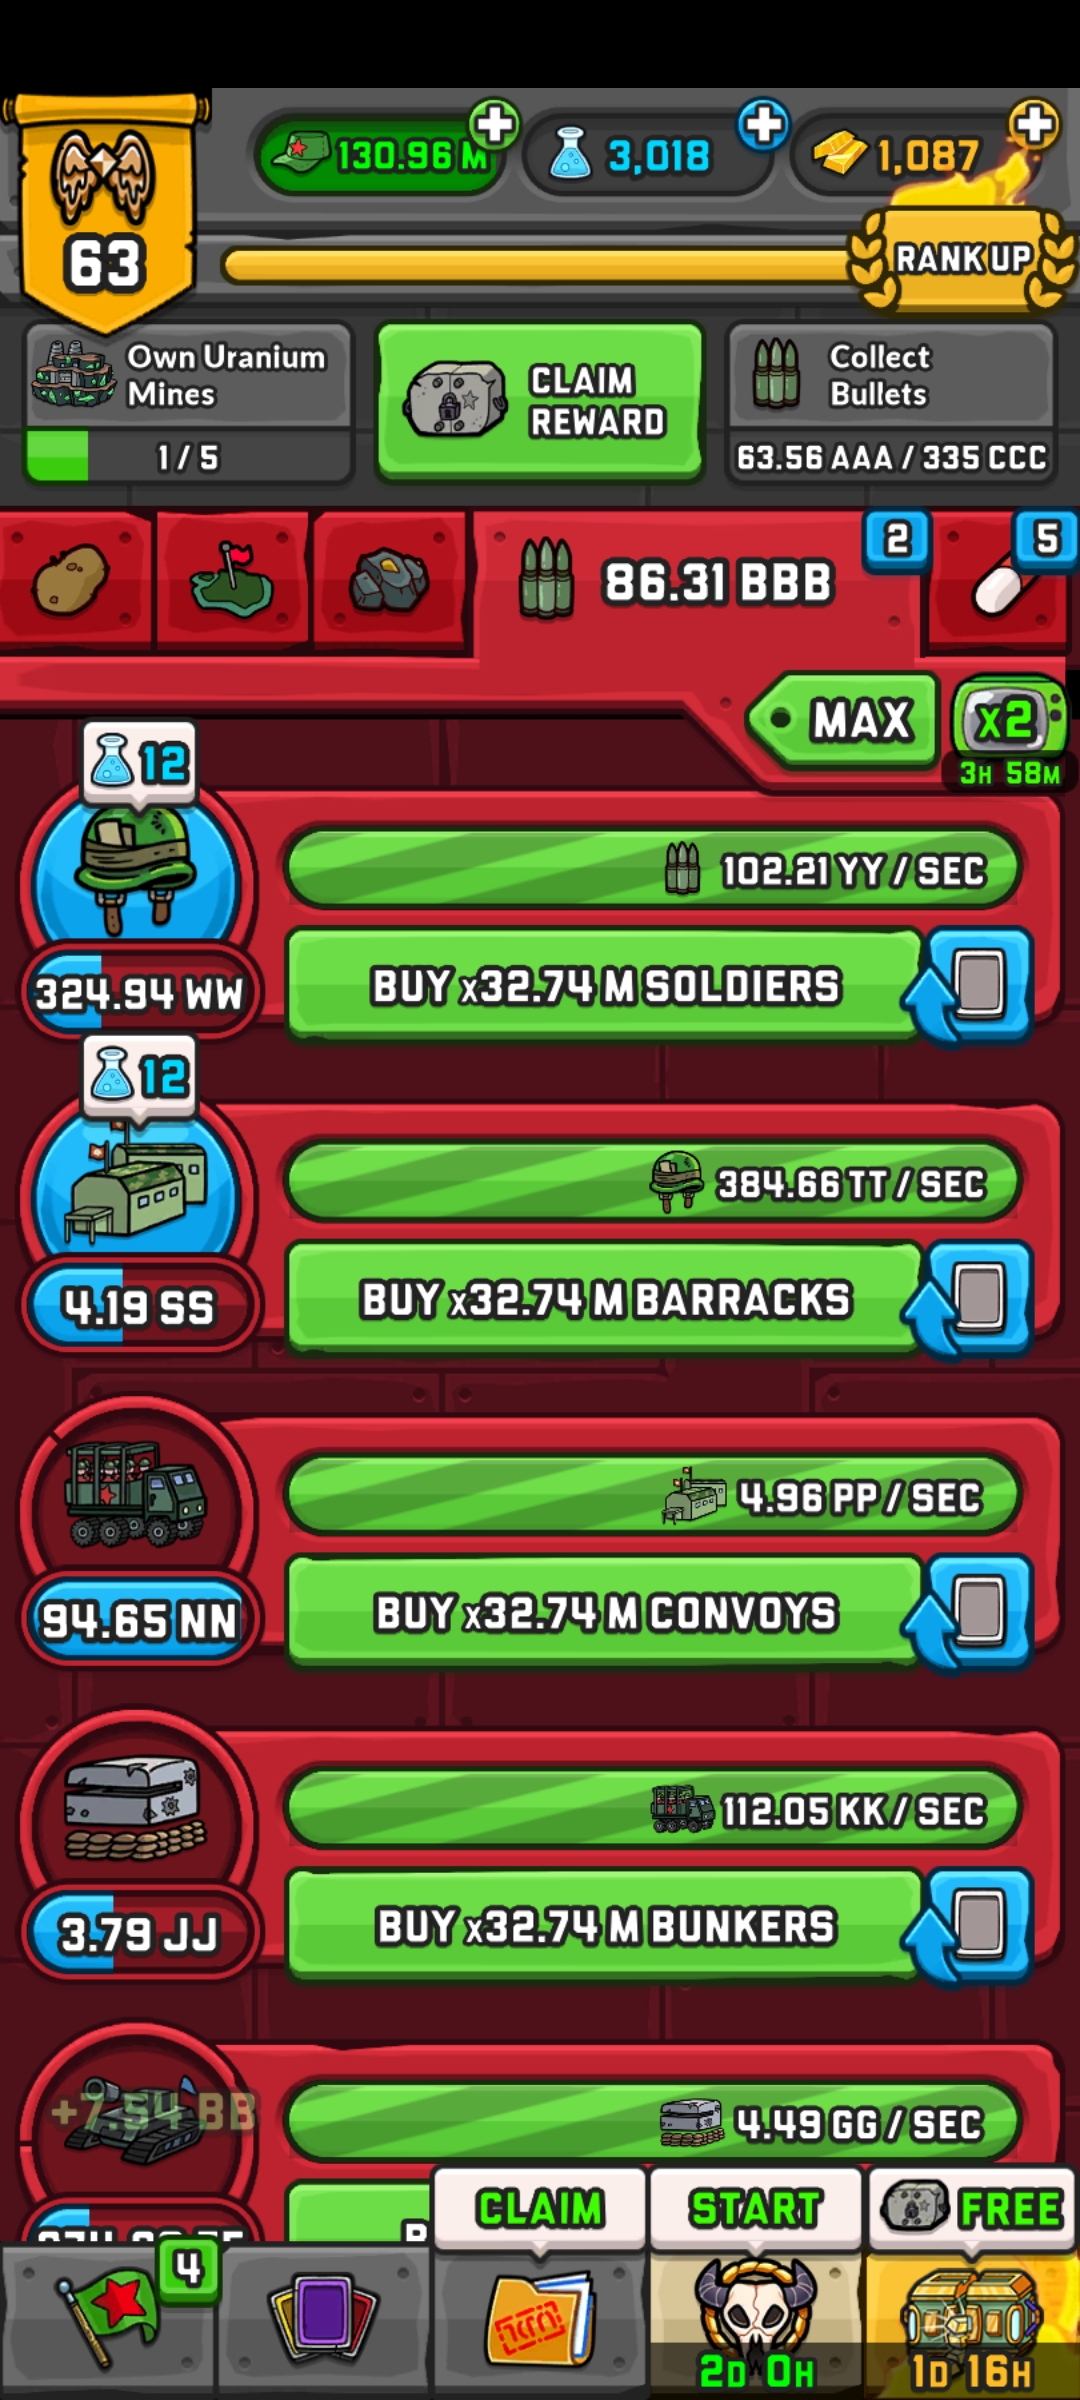 130.96 M
3,018
1,087
63
RANK UP
Own Uranium
Mines
1 / 5
CLAIM
REWARD
Collect
Bullets
63.56 AAA / 335 CCC
86.31 BBB
2
5
MAX
x2
3H 58M
12
102.21 YY / SEC
324.94 WW
BUY x32.74 M SOLDIERS
12
384.66 TT / SEC
4.19 SS
BUY x32.74 M BARRACKS
4.96 PP / SEC
94.65 NN
BUY x32.74 M CONVOYS
112.05 KK / SEC
3.79 JJ
BUY x32.74 M BUNKERS
+7.54 BB
4.49 GG / SEC
CLAIM
START
FREE
4
2D 0H
1D 16H